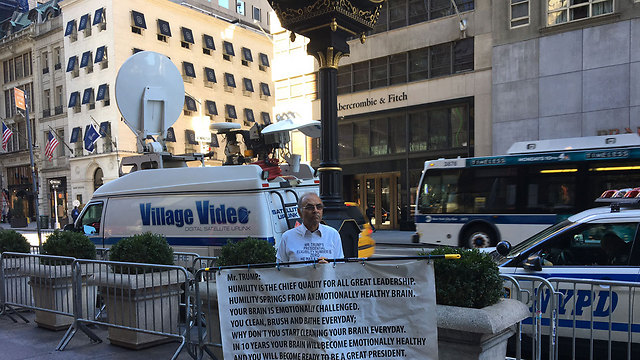 Village Video
DIGITAL SATELLITE UPLINK
Abercrombie & Fitch
NYPD
MR. TRUMP:
HUMILITY IS THE CHIEF QUALITY FOR ALL GREAT LEADERSHIP.
HUMILITY SPRINGS FROM AN EMOTIONALLY HEALTHY BRAIN.
YOUR BRAIN IS EMOTIONALLY CHALLENGED.
YOU CLEAN, BRUSH AND BATHE EVERYDAY;
WHY DON'T YOU START CLEANING YOUR BRAIN EVERYDAY.
IN 10 YEARS YOUR BRAIN WILL BECOME EMOTIONALLY HEALTHY
AND YOU WILL BECOME READY TO BE A GREAT PRESIDENT.